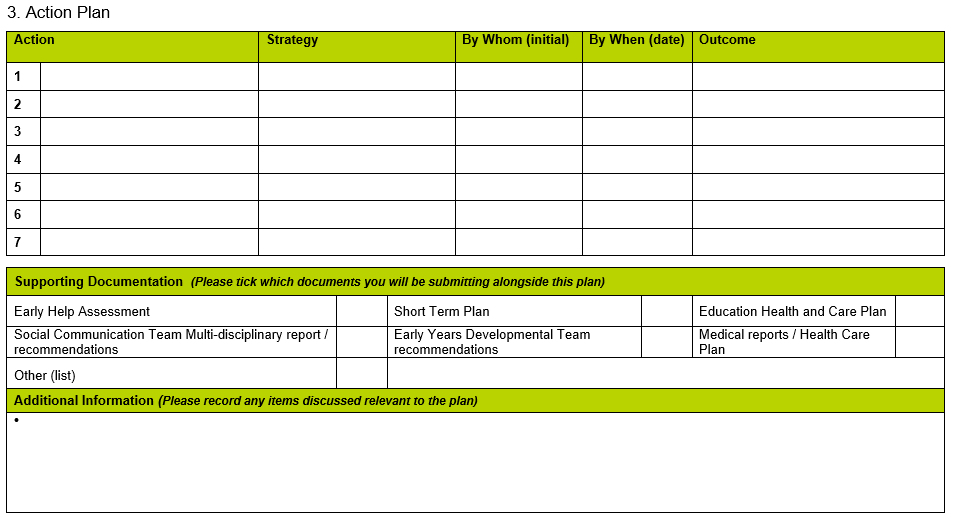 3. Action Plan
Action Strategy By Whom (initial) By When (date) Outcome
1
2
3
4
5
6
7
Supporting Documentation (Please tick which documents you will be submitting alongside this plan)
Early Help Assessment Short Term Plan Education Health and Care Plan
Social Communication Team Multi-disciplinary report / Early Years Developmental Team Medical reports / Health Care
recommendations recommendations Plan
Other (list)
Additional Information (Please record any items discussed relevant to the plan)
•